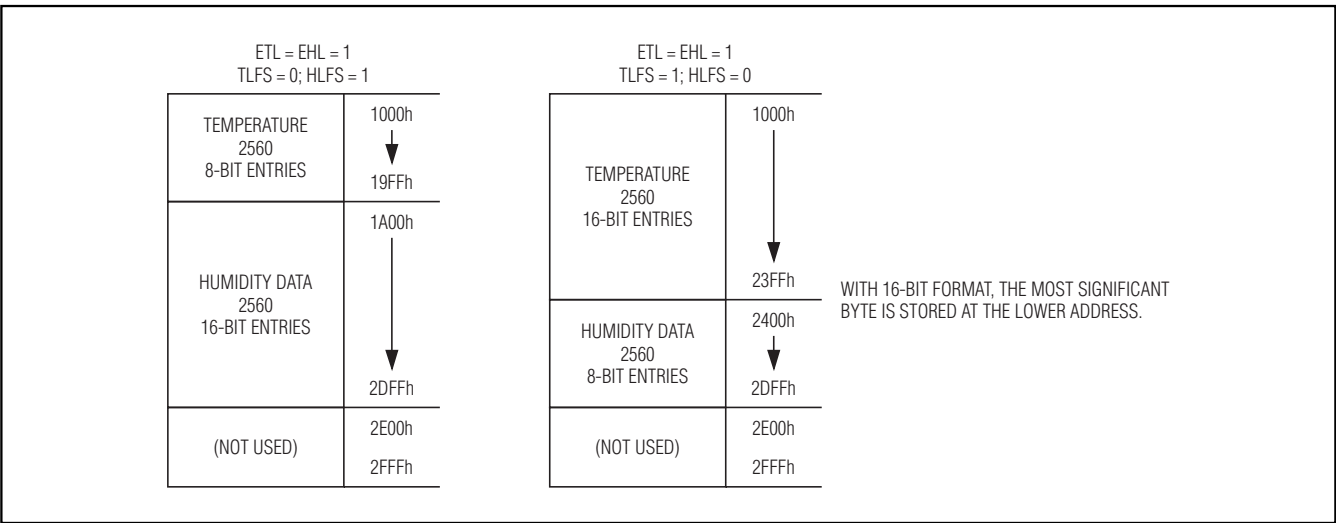 ETL = EHL = 1
TLFS = 0; HLFS = 1
TEMPERATURE
2560
8-BIT ENTRIES
1000h
19FFh
HUMIDITY DATA
2560
16-BIT ENTRIES
1A00h
2DFFh
(NOT USED)
2E00h
2FFFh
ETL = EHL = 1
TLFS = 1; HLFS = 0
TEMPERATURE
2560
16-BIT ENTRIES
1000h
23FFh
HUMIDITY DATA
2560
8-BIT ENTRIES
2400h
2DFFh
(NOT USED)
2E00h
2FFFh
WITH 16-BIT FORMAT, THE MOST SIGNIFICANT
BYTE IS STORED AT THE LOWER ADDRESS.